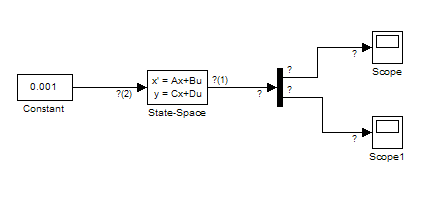 ?
?
Scope
0.001
x' = Ax+Bu
y = Cx+Du
?(1)
?(2)
?
?
Constant
State-Space
?
Scope1